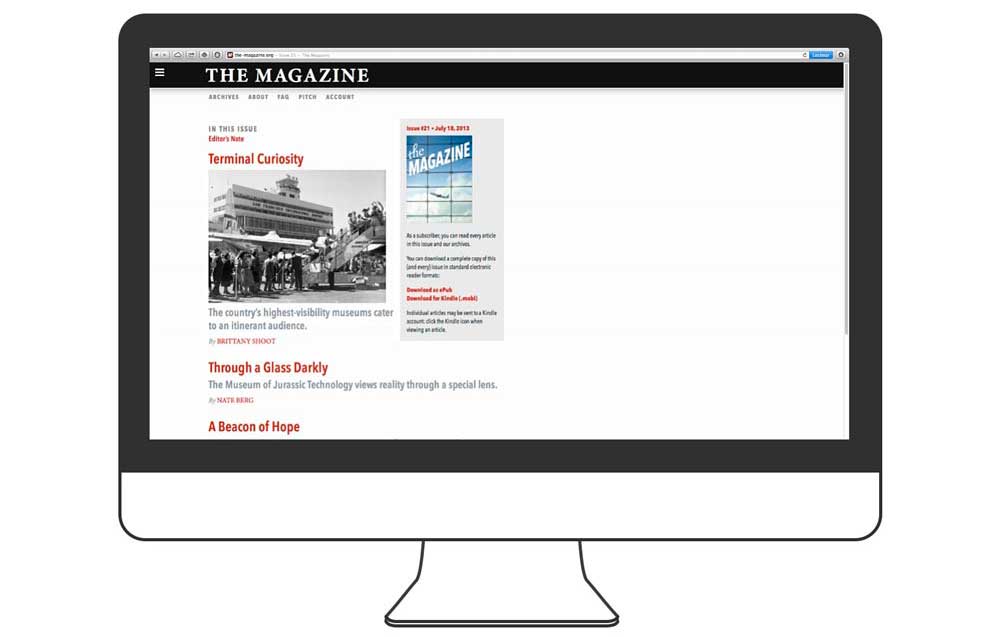 the-magazine.org – Issue 21 — The Magazine
Lecteur
THE MAGAZINE
ARCHIVES ABOUT FAQ PITCH ACCOUNT
IN THIS ISSUE
Editor's Note
Terminal Curiosity
SAN FRANCISCO INTERNATIONAL AIRPORT
The country's highest-visibility museums cater
to an itinerant audience.
By BRITTANY SHOOT
Through a Glass Darkly
The Museum of Jurassic Technology views reality through a special lens.
By NATE BERG
A Beacon of Hope
Issue #21 • July 18, 2013
the
MAGAZINE
As a subscriber, you can read every article
in this issue and our archives.
You can download a complete copy of this
(and every) issue in standard electronic
reader formats:
Download as ePub
Download for Kindle (.mobi)
Individual articles may be sent to a Kindle
account: click the Kindle icon when
viewing an article.